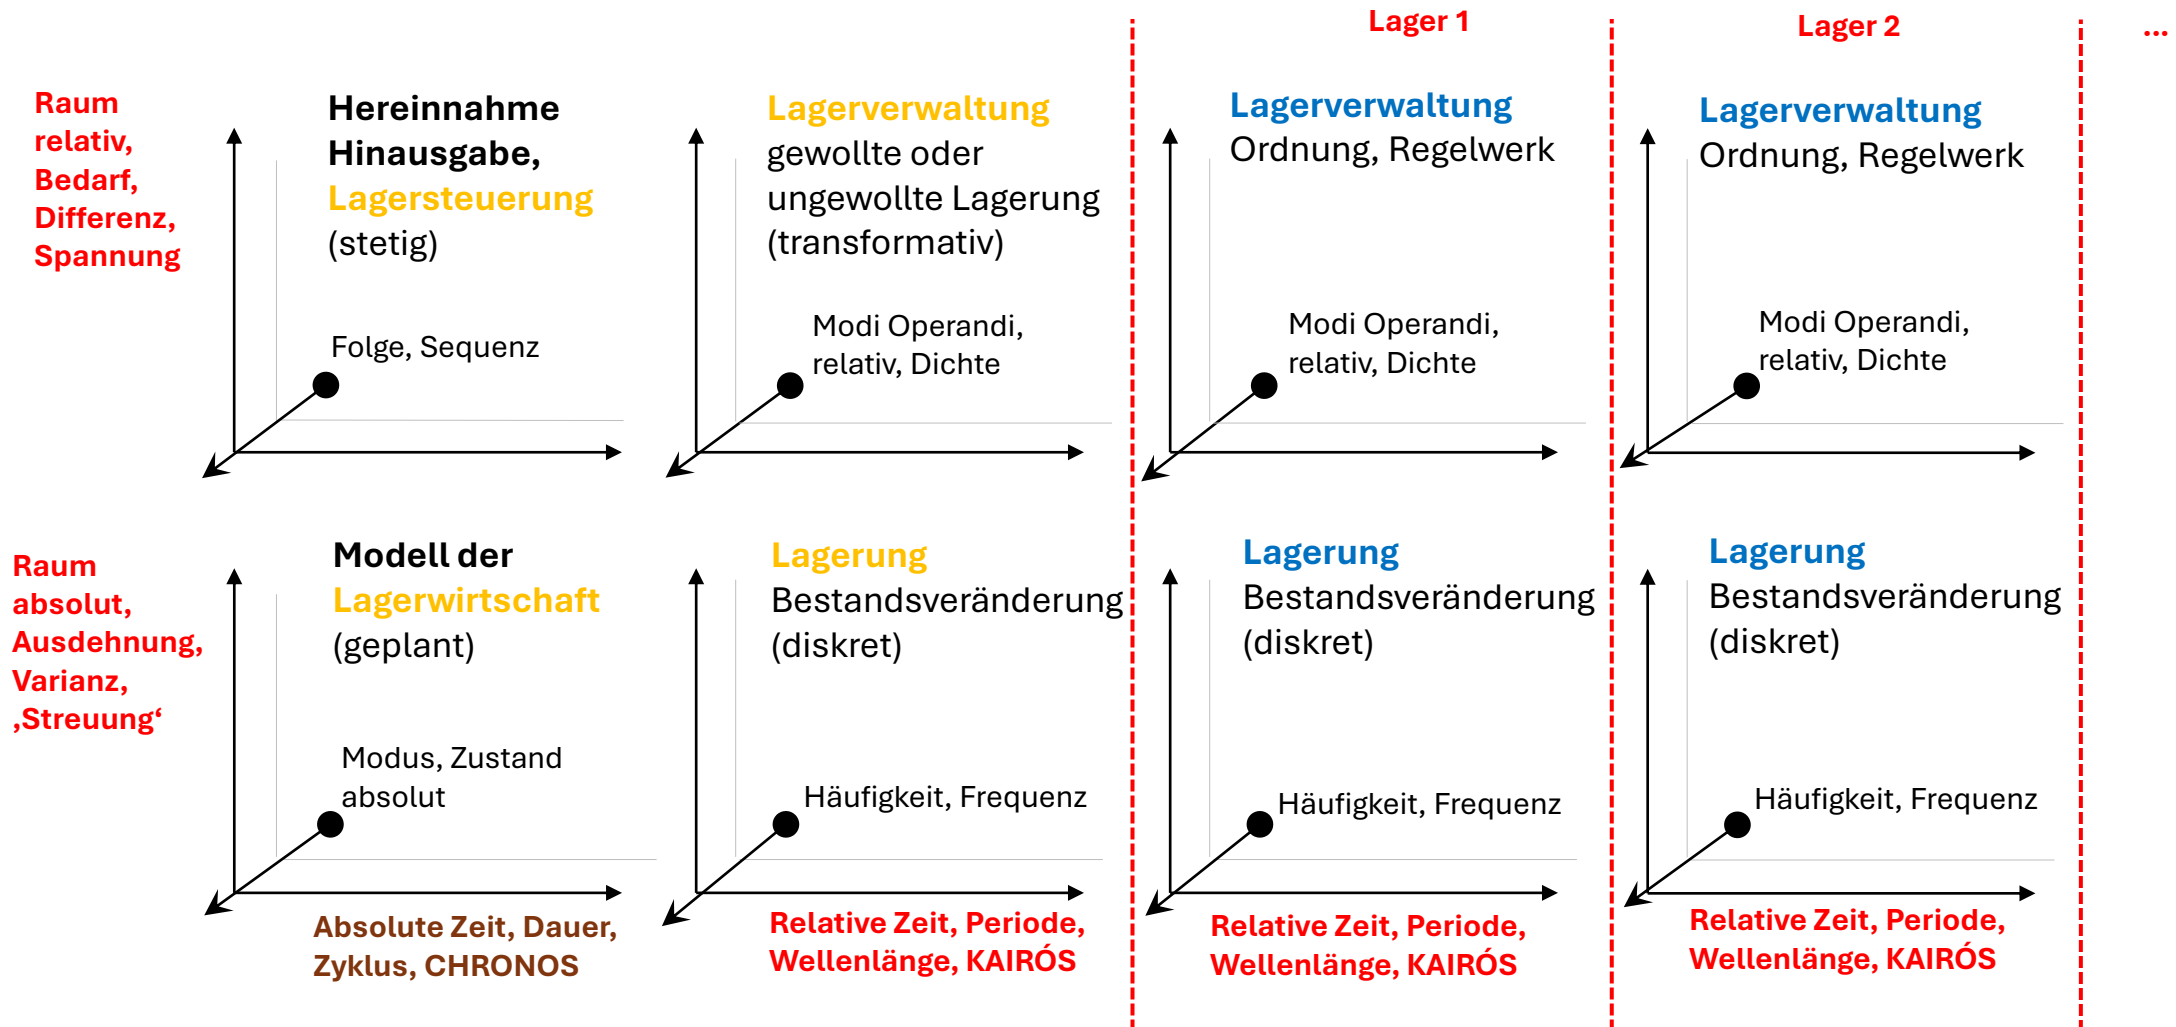 Lager 1
Lager 2
...
Raum
relativ,
Bedarf,
Differenz,
Spannung
Hereinnahme
Hinausgabe,
Lagersteuerung
(stetig)
Folge, Sequenz
Lagerverwaltung
gewollte oder
ungewollte Lagerung
(transformativ)
Modi Operandi,
relativ, Dichte
Lagerverwaltung
Ordnung, Regelwerk
Modi Operandi,
relativ, Dichte
Lagerverwaltung
Ordnung, Regelwerk
Modi Operandi,
relativ, Dichte
Raum
absolut,
Ausdehnung,
Varianz,
‚Streuung‘
Modell der
Lagerwirtschaft
(geplant)
Modus, Zustand
absolut
Absolute Zeit, Dauer,
Zyklus, CHRONOS
Lagerung
Bestandsveränderung
(diskret)
Häufigkeit, Frequenz
Relative Zeit, Periode,
Wellenlänge, KAIRÓS
Lagerung
Bestandsveränderung
(diskret)
Häufigkeit, Frequenz
Relative Zeit, Periode,
Wellenlänge, KAIRÓS
Lagerung
Bestandsveränderung
(diskret)
Häufigkeit, Frequenz
Relative Zeit, Periode,
Wellenlänge, KAIRÓS